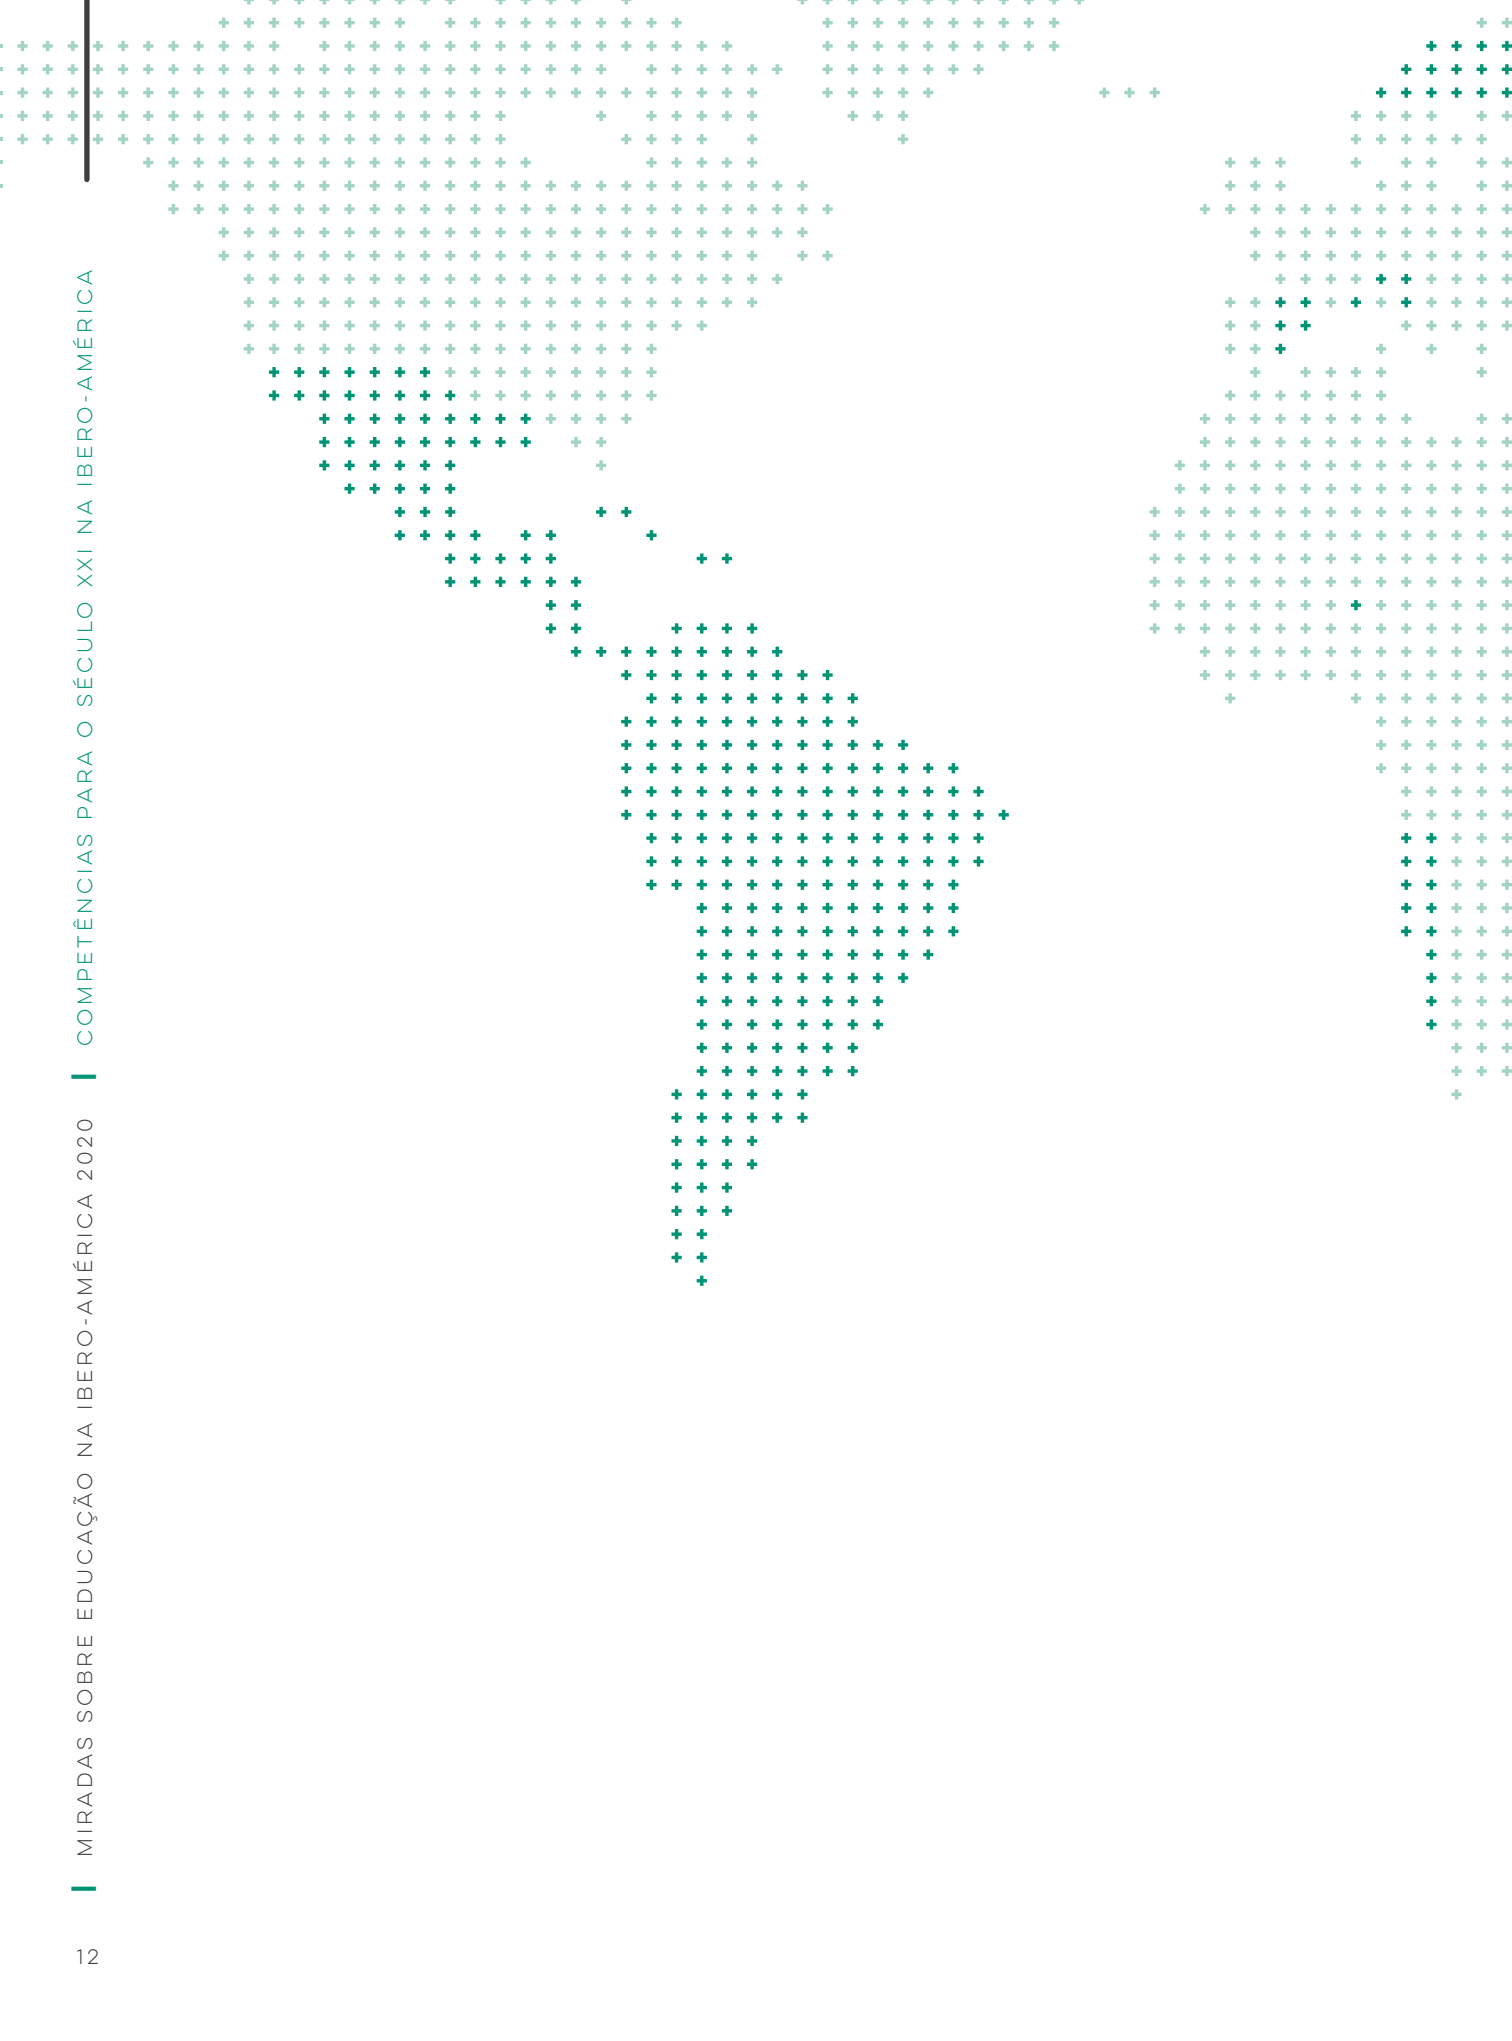 COMPETÊNCIAS PARA O SÉCULO XXI NA IBERO-AMÉRICA
MIRADAS SOBRE EDUCAÇÃO NA IBERO-AMÉRICA 2020
12